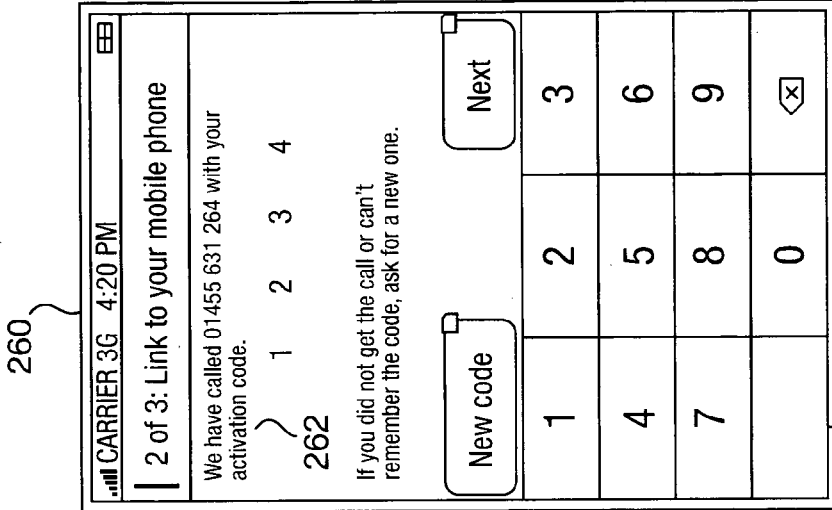 260
CARRIER 3G 4:20 PM
2 of 3: Link to your mobile phone
We have called 01455 631 264 with your
activation code.
1 2 3 4
262
If you did not get the call or can't
remember the code, ask for a new one.
New code Next
1 2 3
4 5 6
7 8 9
0 x